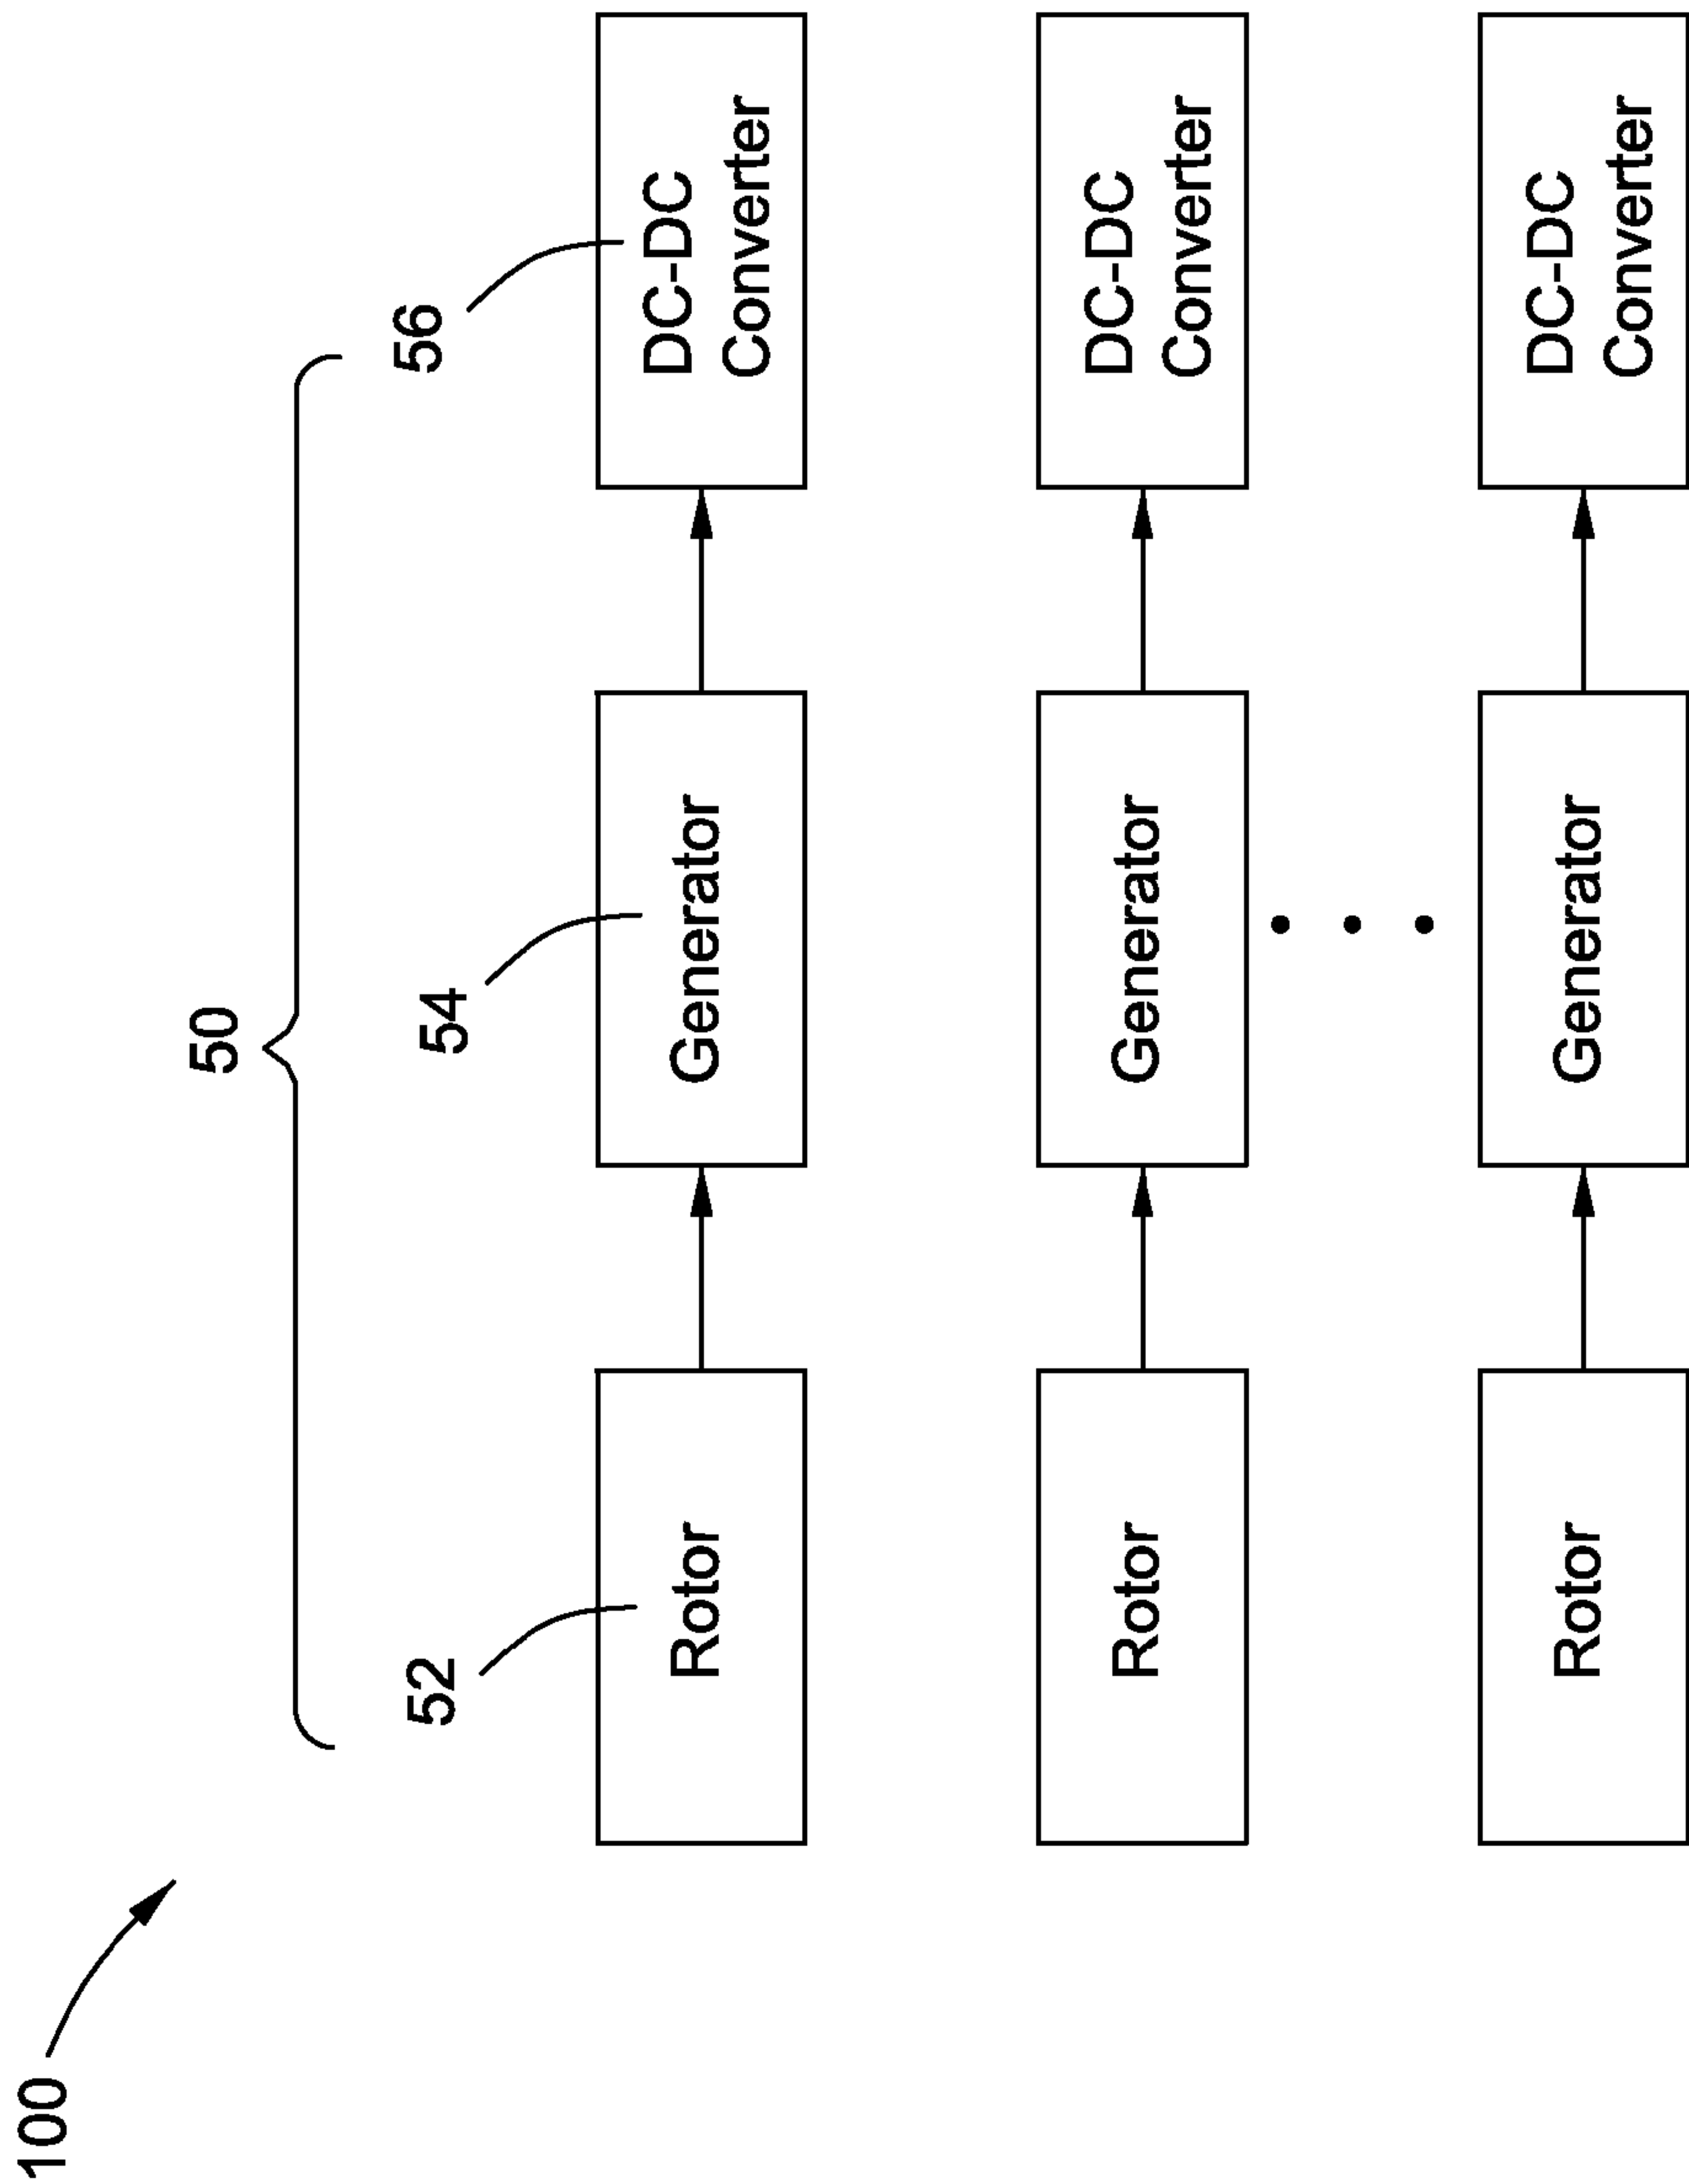 100
50
52
54
56
Rotor
Generator
DC-DC
Converter
Rotor
Generator
DC-DC
Converter
Rotor
Generator
DC-DC
Converter